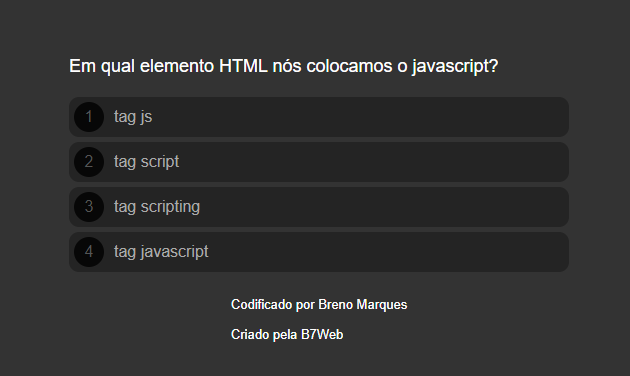 Em qual elemento HTML nós colocamos o javascript?
1 tag js
2 tag script
3 tag scripting
4 tag javascript
Codificado por Breno Marques
Criado pela B7Web